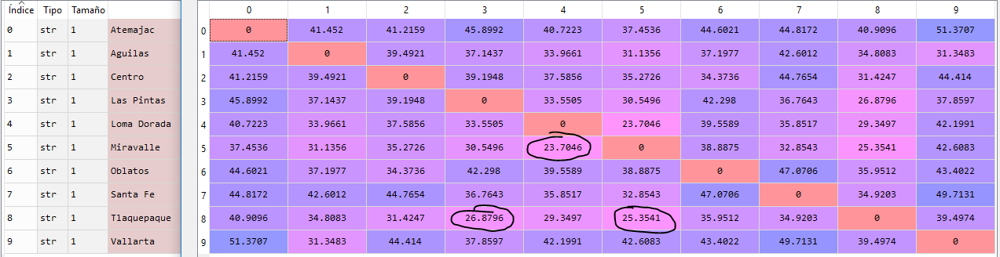 Índice Tipo Tamaño 0 1 2 3 4 5 6 7 8 9
0 str 1 Atemajac 0 0 41.452 41.2159 45.8992 40.7223 37.4536 44.6021 44.8172 40.9096 51.3707
1 str 1 Aguilas 1 41.452 0 39.4921 37.1437 33.9661 31.1356 37.1977 42.6012 34.8083 31.3483
2 str 1 Centro 2 41.2159 39.4921 0 39.1948 37.5856 35.2726 34.3736 44.7654 31.4247 44.414
3 str 1 Las Pintas 3 45.8992 37.1437 39.1948 0 33.5505 30.5496 42.298 36.7643 26.8796 37.8597
4 str 1 Loma Dorada 4 40.7223 33.9661 37.5856 33.5505 0 23.7046 39.5589 35.8517 29.3497 42.1991
5 str 1 Miravalle 5 37.4536 31.1356 35.2726 30.5496 23.7046 0 38.8875 32.8543 25.3541 42.6083
6 str 1 Oblatos 6 44.6021 37.1977 34.3736 42.298 39.5589 38.8875 0 47.0706 35.9512 43.4022
7 str 1 Santa Fe 7 44.8172 42.6012 44.7654 36.7643 35.8517 32.8543 47.0706 0 34.9203 49.7131
8 str 1 Tlaquepaque 8 40.9096 34.8083 31.4247 26.8796 29.3497 25.3541 35.9512 34.9203 0 39.4974
9 str 1 Vallarta 9 51.3707 31.3483 44.414 37.8597 42.1991 42.6083 43.4022 49.7131 39.4974 0